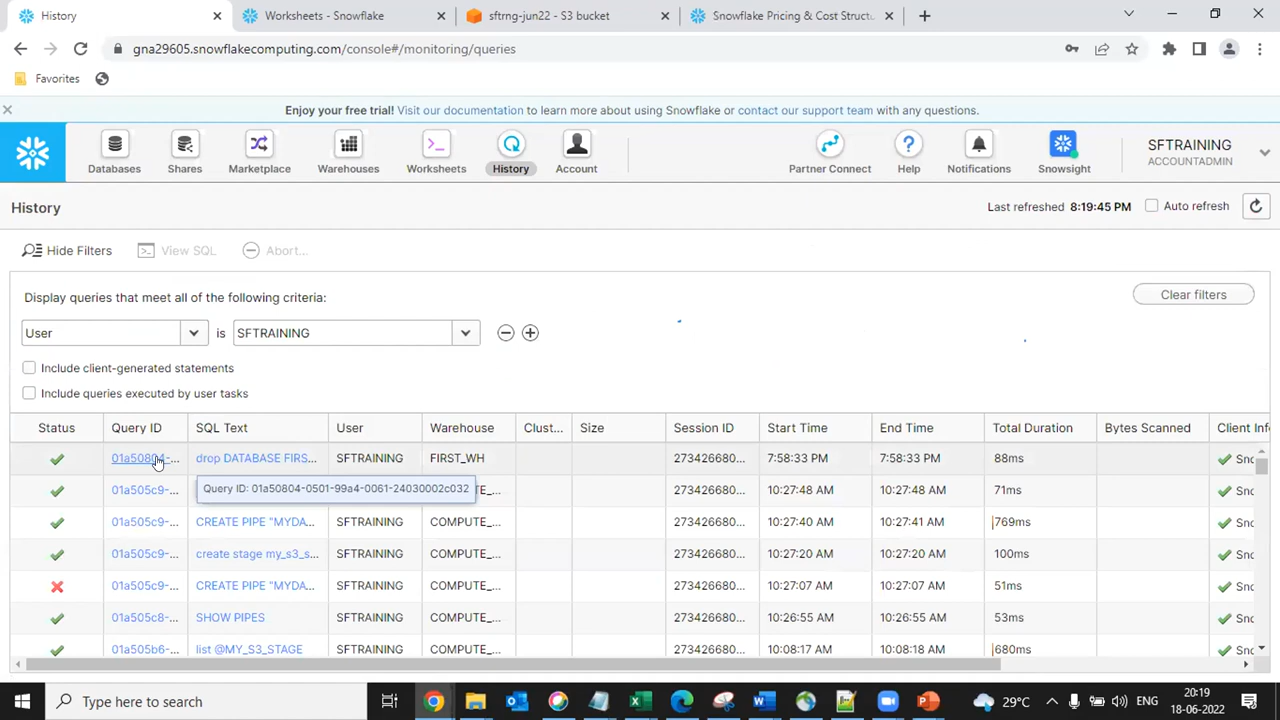 History
Worksheets - Snowflake
sftrng-jun22 - S3 bucket
Snowflake Pricing & Cost Struct
gna29605.snowflakecomputing.com/console#/monitoring/queries
Favorites
Enjoy your free trial! Visit our documentation to learn more about using Snowflake or contact our support team with any questions.
Databases Shares Marketplace Warehouses Worksheets History Account Partner Connect Help Notifications Snowsight
SFTRAINING
ACCOUNTADMIN
History
Last refreshed 8:19:45 PM Auto refresh
Hide Filters View SQL Abort...
Display queries that meet all of the following criteria:
Clear filters
User is SFTRAINING
Include client-generated statements
Include queries executed by user tasks
Status Query ID SQL Text User Warehouse Clust... Size Session ID Start Time End Time Total Duration Bytes Scanned Client Info
01a50804-... drop DATABASE FIRS... SFTRAINING FIRST_WH 273426680... 7:58:33 PM 7:58:33 PM 88ms Sno
Query ID: 01a50804-0501-99a4-0061-24030002c032
01a505c9-... SFTRAINING COMPUTE_... 273426680... 10:27:48 AM 10:27:48 AM 71ms Sno
01a505c9-... CREATE PIPE "MYDA... SFTRAINING COMPUTE_... 273426680... 10:27:40 AM 10:27:41 AM 769ms Sno
01a505c9-... create stage my_s3_s... SFTRAINING COMPUTE_... 273426680... 10:27:20 AM 10:27:20 AM 100ms Sno
01a505c9-... CREATE PIPE "MYDA... SFTRAINING COMPUTE_... 273426680... 10:27:07 AM 10:27:07 AM 51ms Sno
01a505c8-... SHOW PIPES SFTRAINING COMPUTE_... 273426680... 10:26:55 AM 10:26:55 AM 53ms Sno
01a505b6-... list @MY_S3_STAGE SFTRAINING COMPUTE_... 273426680... 10:08:17 AM 10:08:18 AM 680ms Sno
Type here to search
29°C
ENG
20:19
18-06-2022